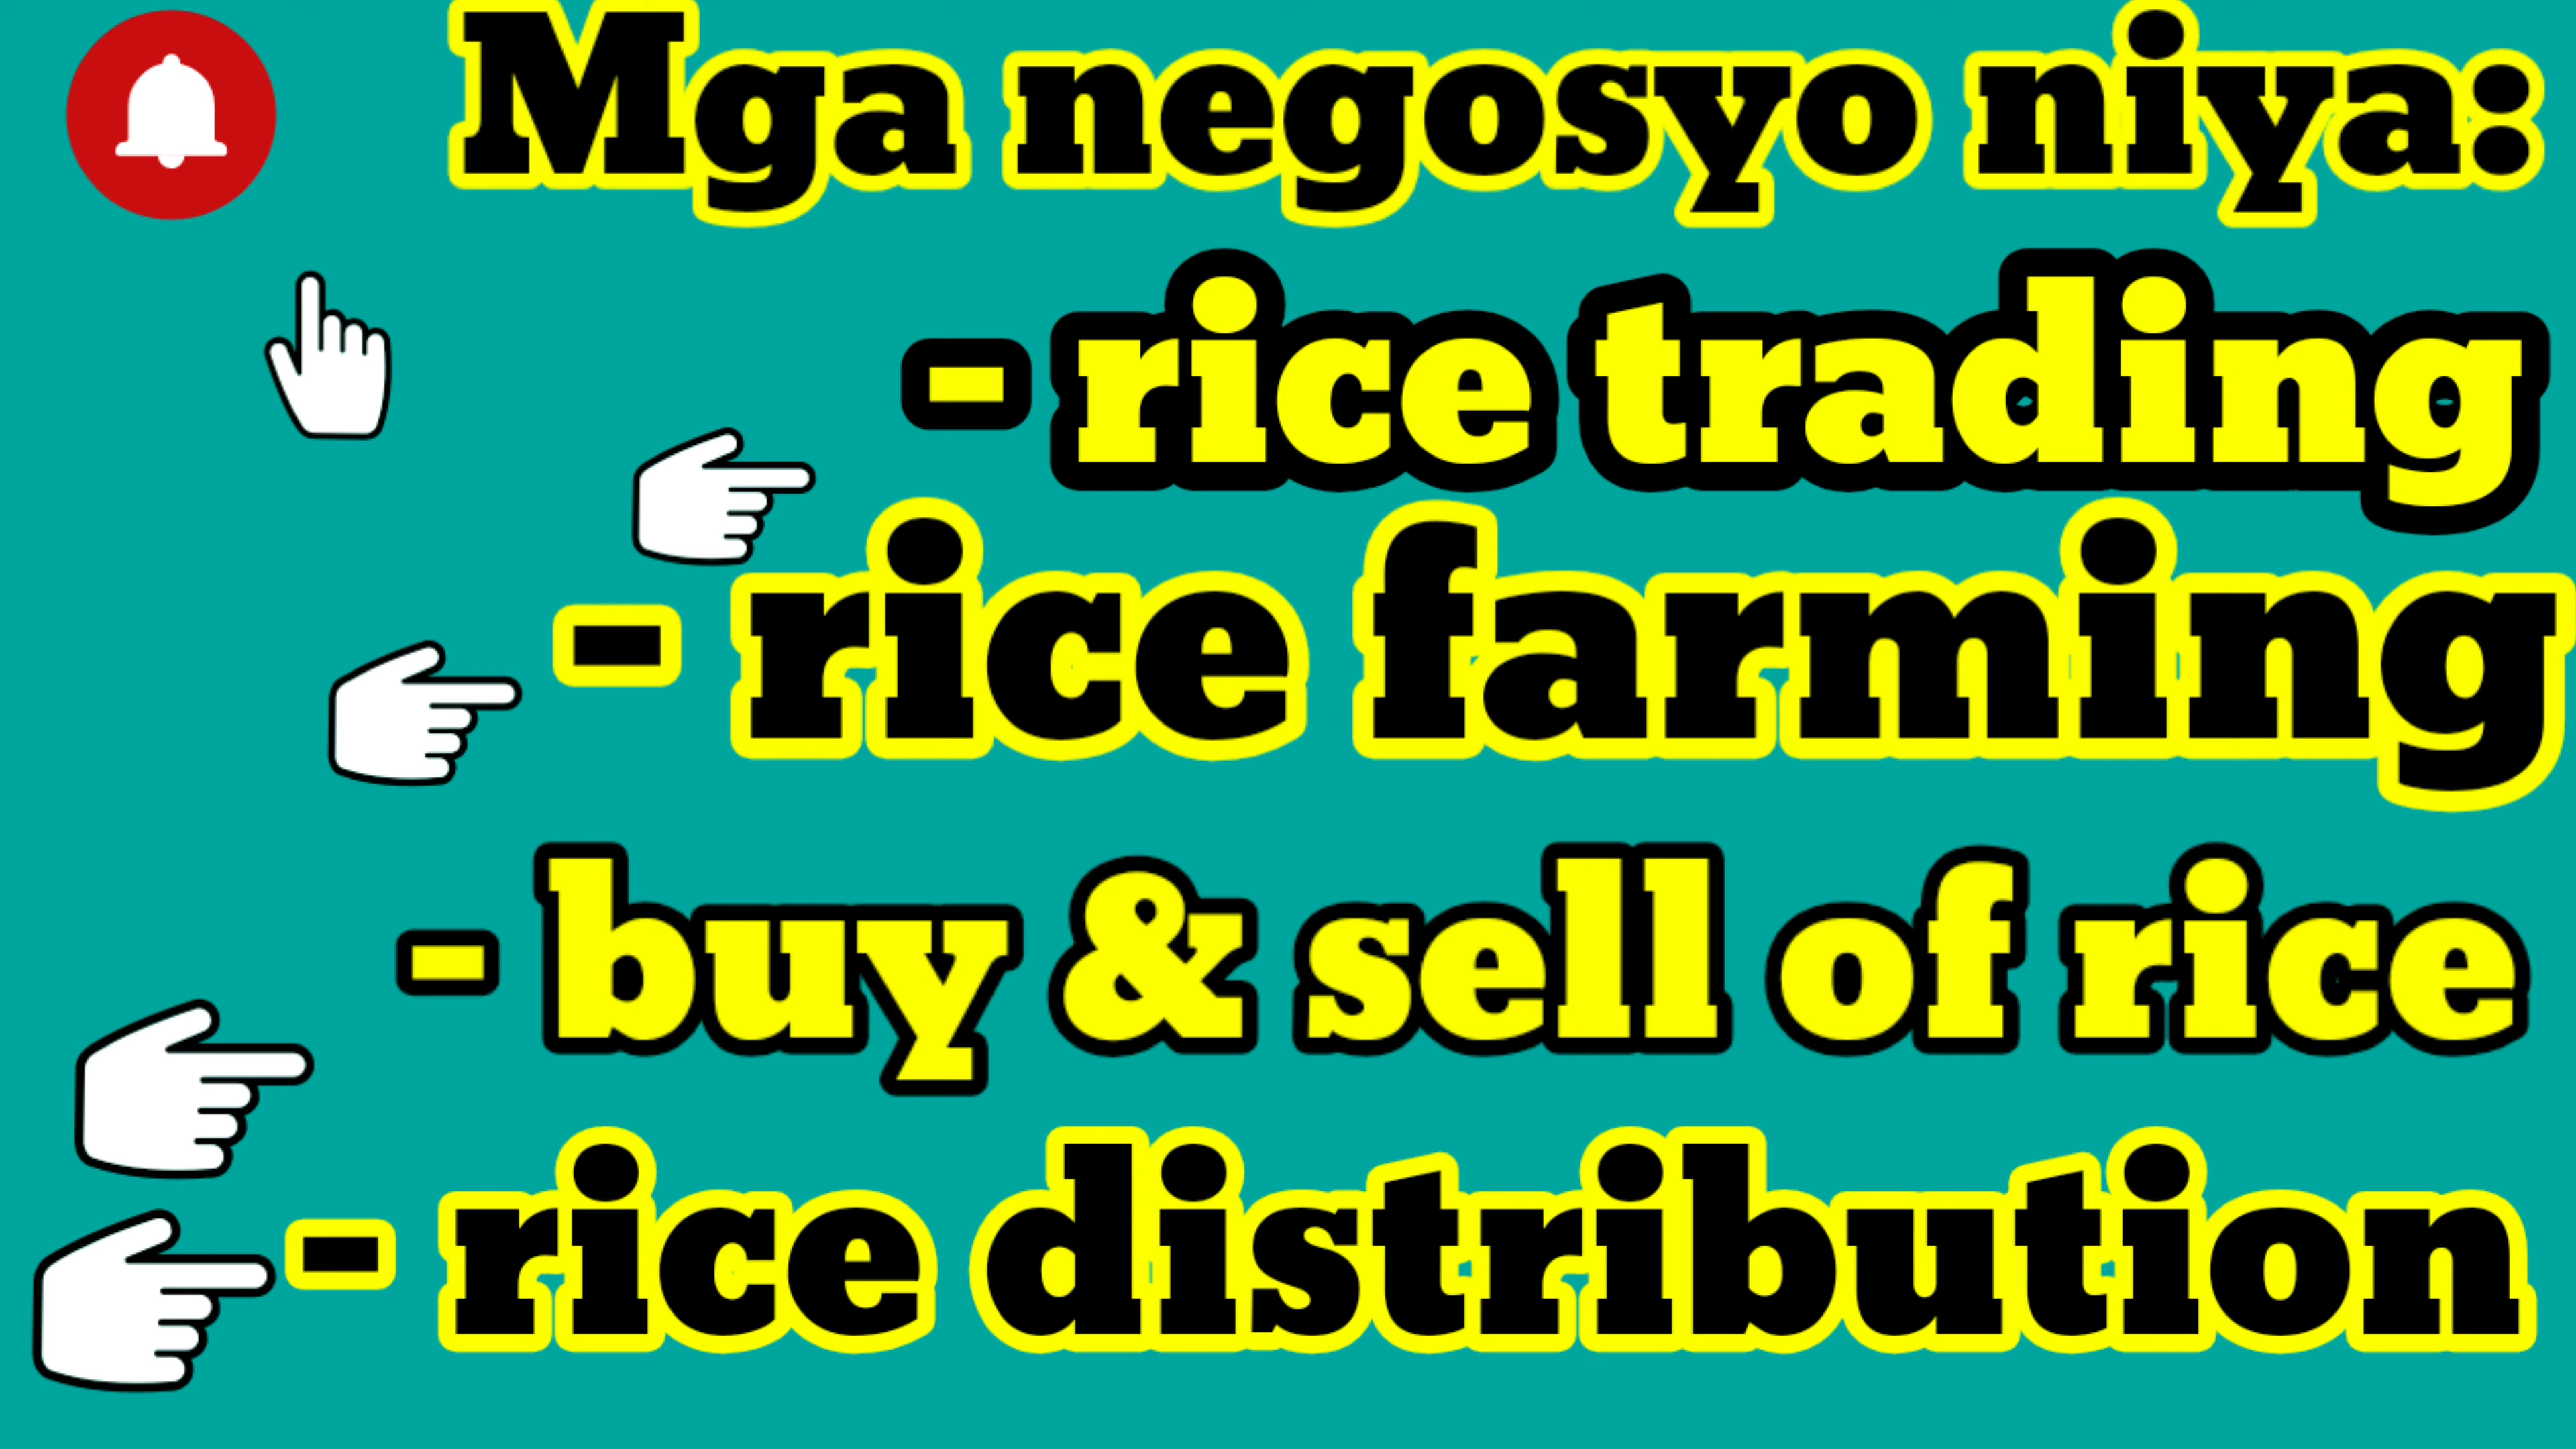 Mga negosyo niya:
- rice trading
- rice farming
- buy & sell of rice
- rice distribution